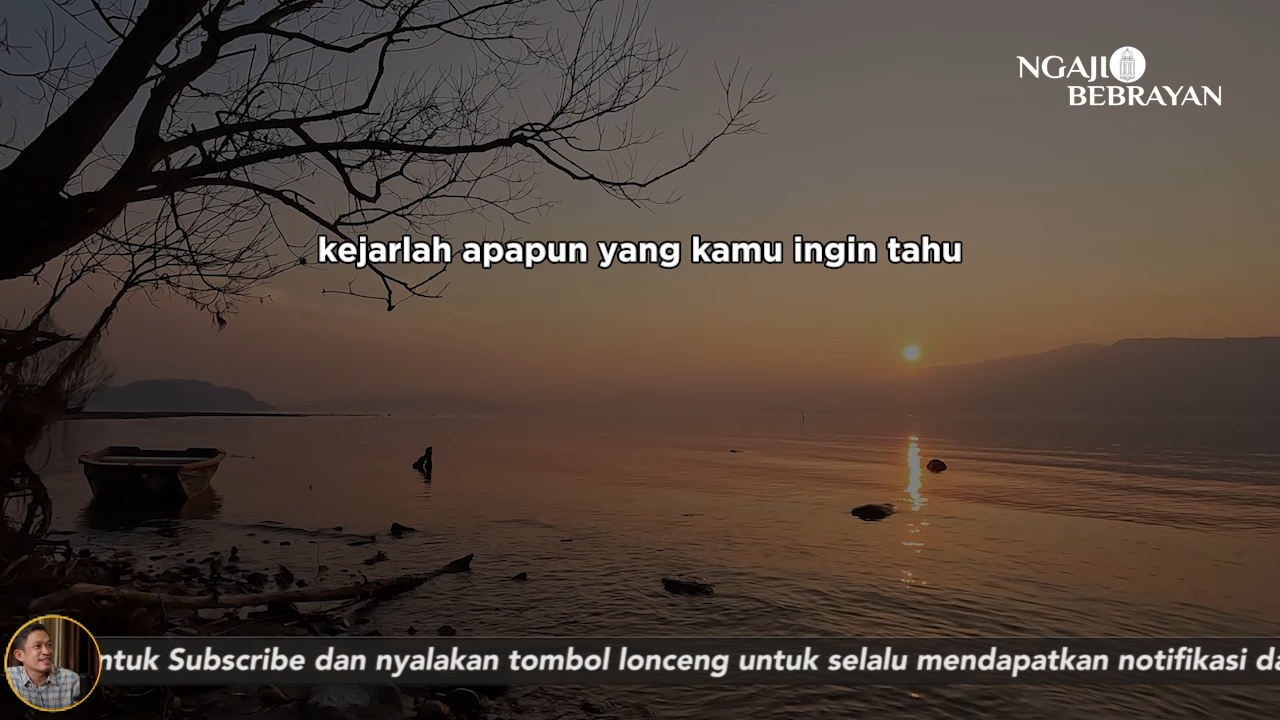 NGAJI
BEBRAYAN
kejarlah apapun yang kamu ingin tahu
ntuk Subscribe dan nyalakan tombol lonceng untuk selalu mendapatkan notifikasi da